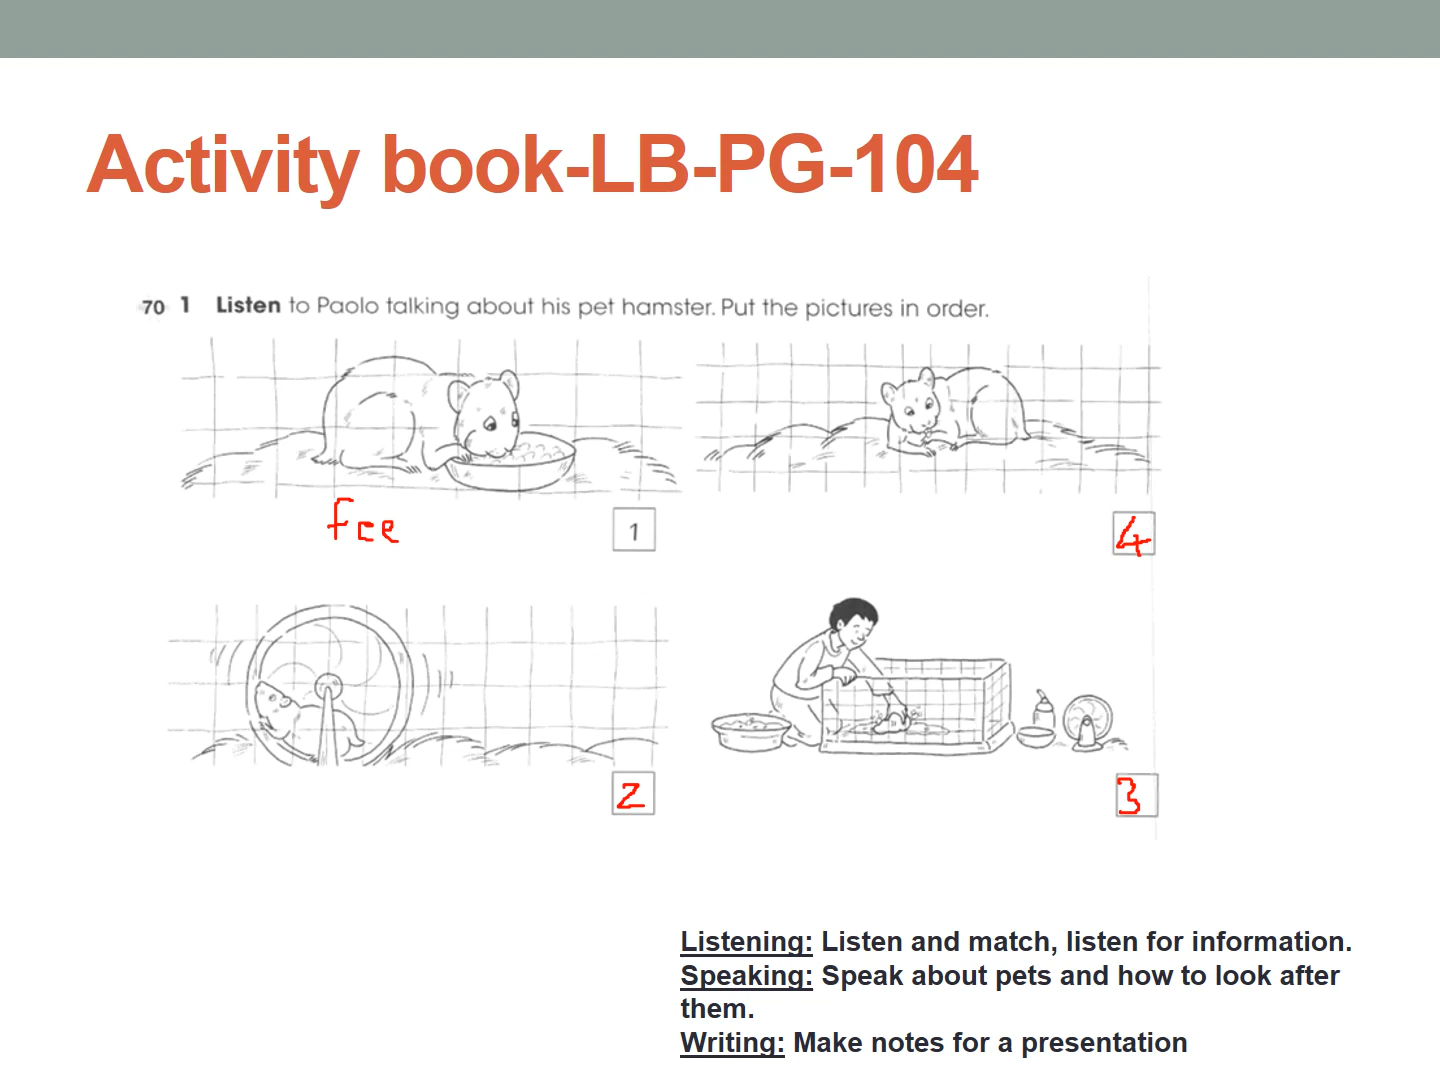 Activity book-LB-PG-104
70 1 Listen to Paolo talking about his pet hamster. Put the pictures in order.
fee
1
4
2
3
Listening: Listen and match, listen for information.
Speaking: Speak about pets and how to look after
them.
Writing: Make notes for a presentation